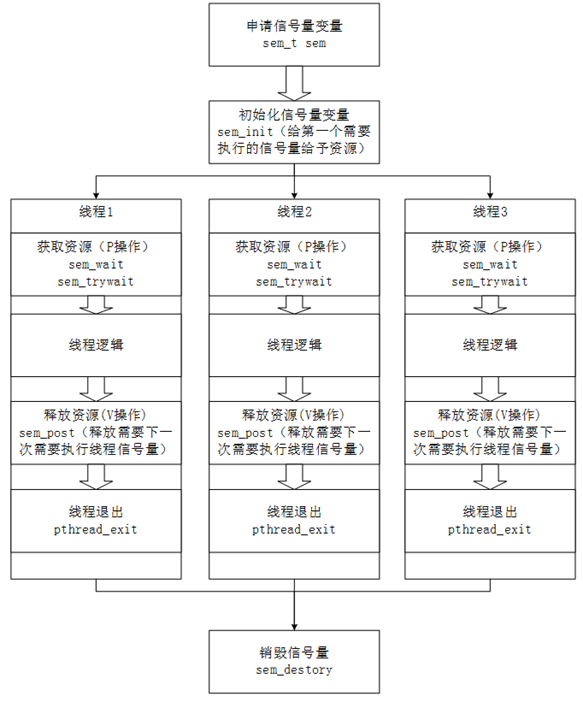 申请信号量变量
sem_t sem
初始化信号量变量
sem_init（给第一个需要
执行的信号量给予资源）
线程1
获取资源（P操作）
sem_wait
sem_trywait
线程逻辑
释放资源(V操作)
sem_post（释放需要下一
次需要执行线程信号量）
线程退出
pthread_exit
线程2
获取资源（P操作）
sem_wait
sem_trywait
线程逻辑
释放资源(V操作)
sem_post（释放需要下一
次需要执行线程信号量）
线程退出
pthread_exit
线程3
获取资源（P操作）
sem_wait
sem_trywait
线程逻辑
释放资源(V操作)
sem_post（释放需要下一
次需要执行线程信号量）
线程退出
pthread_exit
销毁信号量
sem_destory